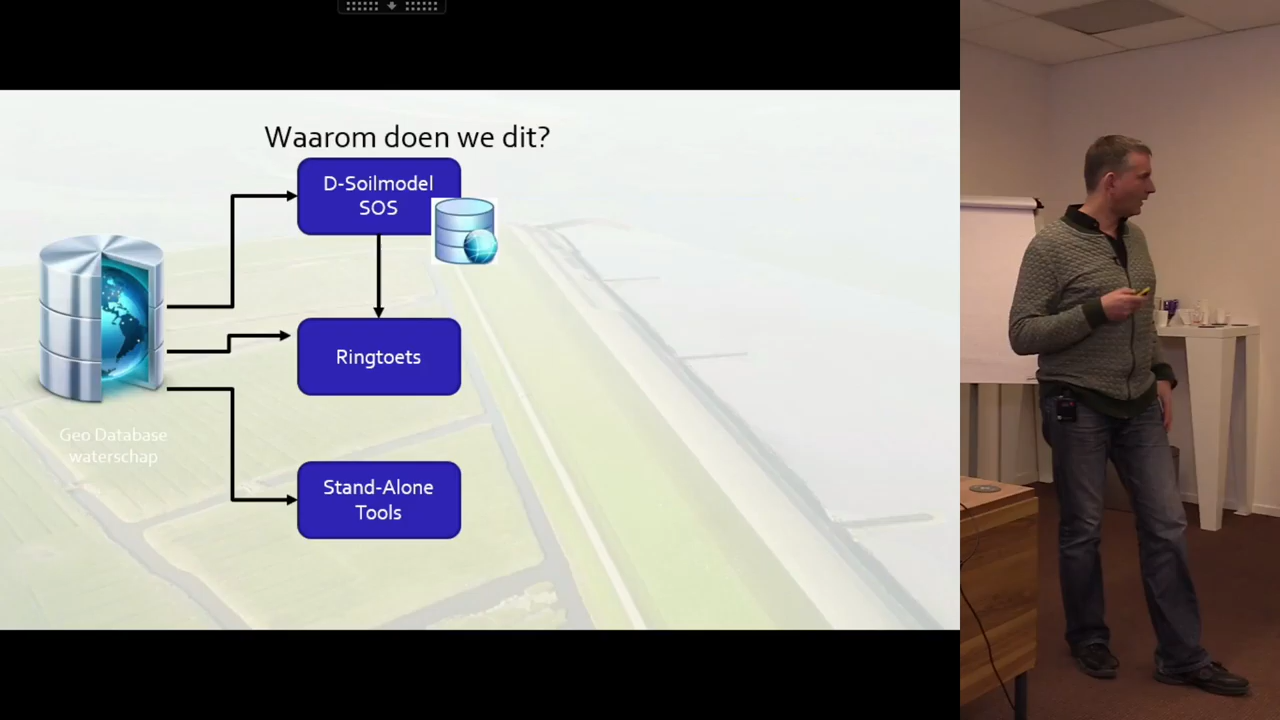 Waarom doen we dit?
D-Soilmodel
SOS
Ringtoets
Geo Database
waterschap
Stand-Alone
Tools